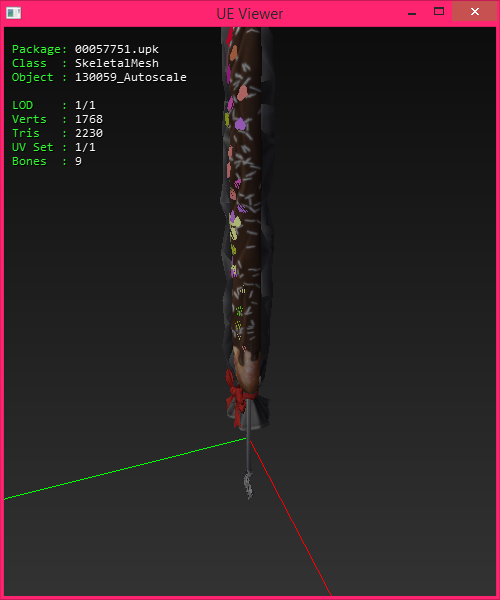 UE Viewer
Package: 00057751.upk
Class  : SkeletalMesh
Object : 130059_Autoscale
LOD    : 1/1
Verts  : 1768
Tris   : 2230
UV Set : 1/1
Bones  : 9